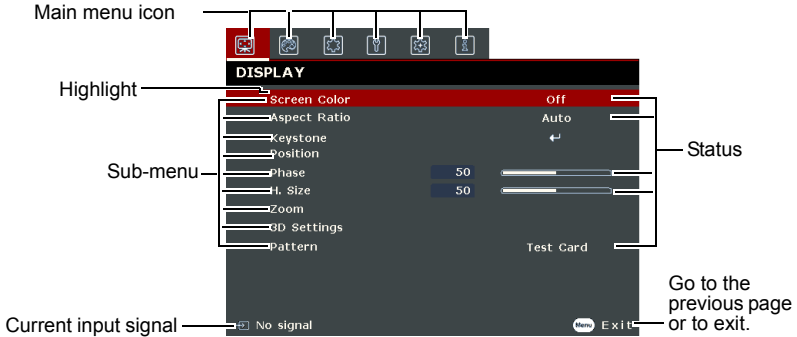 Main menu icon
DISPLAY
Highlight
Screen Color Off
Aspect Ratio Auto
Keystone
Position
Status
Sub-menu
Phase 50
H. Size 50
Zoom
3D Settings
Pattern Test Card
Go to the
previous page
or to exit.
Current input signal
No signal
Menu Exit